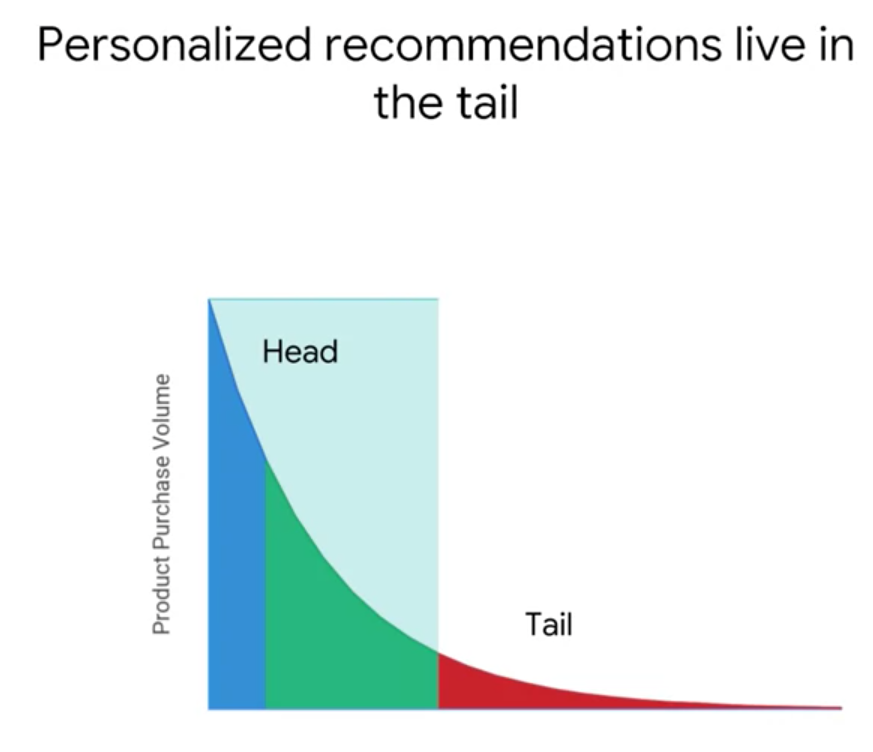 Personalized recommendations live in
the tail
Head
Product Purchase Volume
Tail